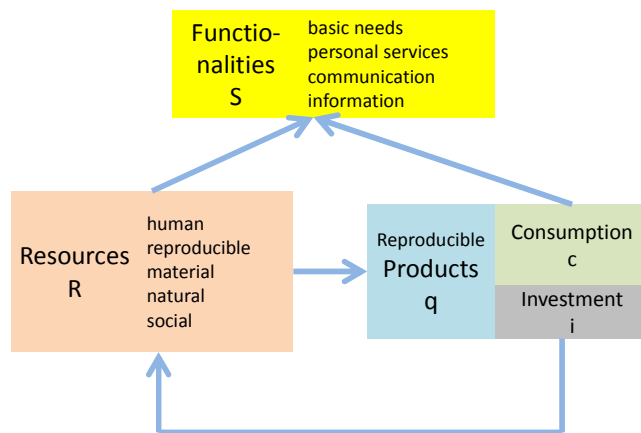 Functio-
nalities
S
basic needs
personal services
communication
information
Resources
R
human
reproducible
material
natural
social
Reproducible
Products
q
Consumption
c
Investment
i